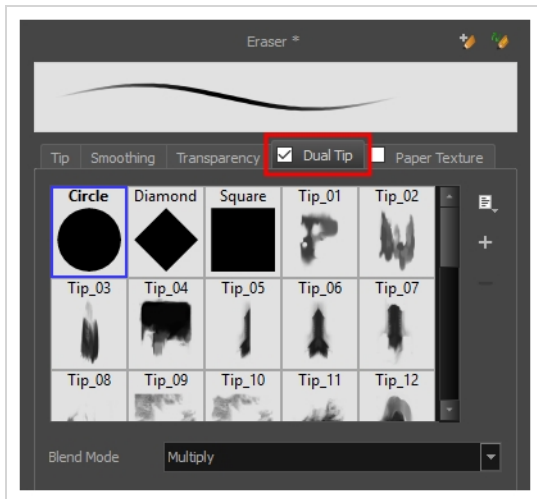 Eraser *
Tip Smoothing Transparency Dual Tip Paper Texture
Circle Diamond Square Tip_01 Tip_02
Tip_03 Tip_04 Tip_05 Tip_06 Tip_07
Tip_08 Tip_09 Tip_10 Tip_11 Tip_12
Blend Mode Multiply